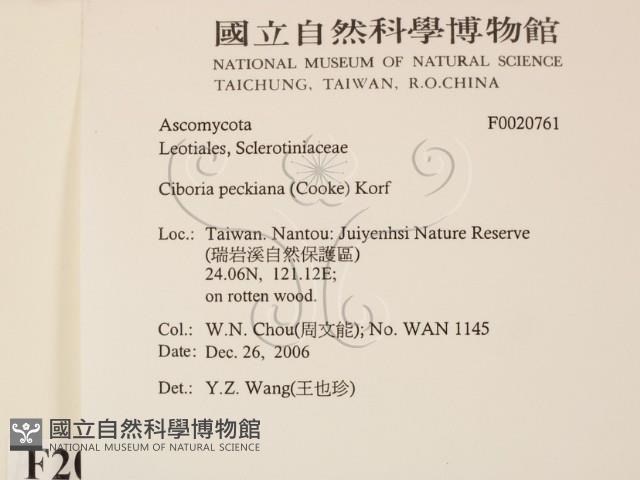 國立自然科學博物館
NATIONAL MUSEUM OF NATURAL SCIENCE
TAICHUNG, TAIWAN, R.O.CHINA
Ascomycota F0020761
Leotiales, Sclerotiniaceae
Ciboria peckiana (Cooke) Korf
Loc.: Taiwan. Nantou: Juiyenhsi Nature Reserve
(瑞岩溪自然保護區)
24.06N, 121.12E;
on rotten wood.
Col.: W.N. Chou(周文能); No. WAN 1145
Date: Dec. 26, 2006
Det.: Y.Z. Wang(王也珍)
國立自然科學博物館
NATIONAL MUSEUM OF NATURAL SCIENCE